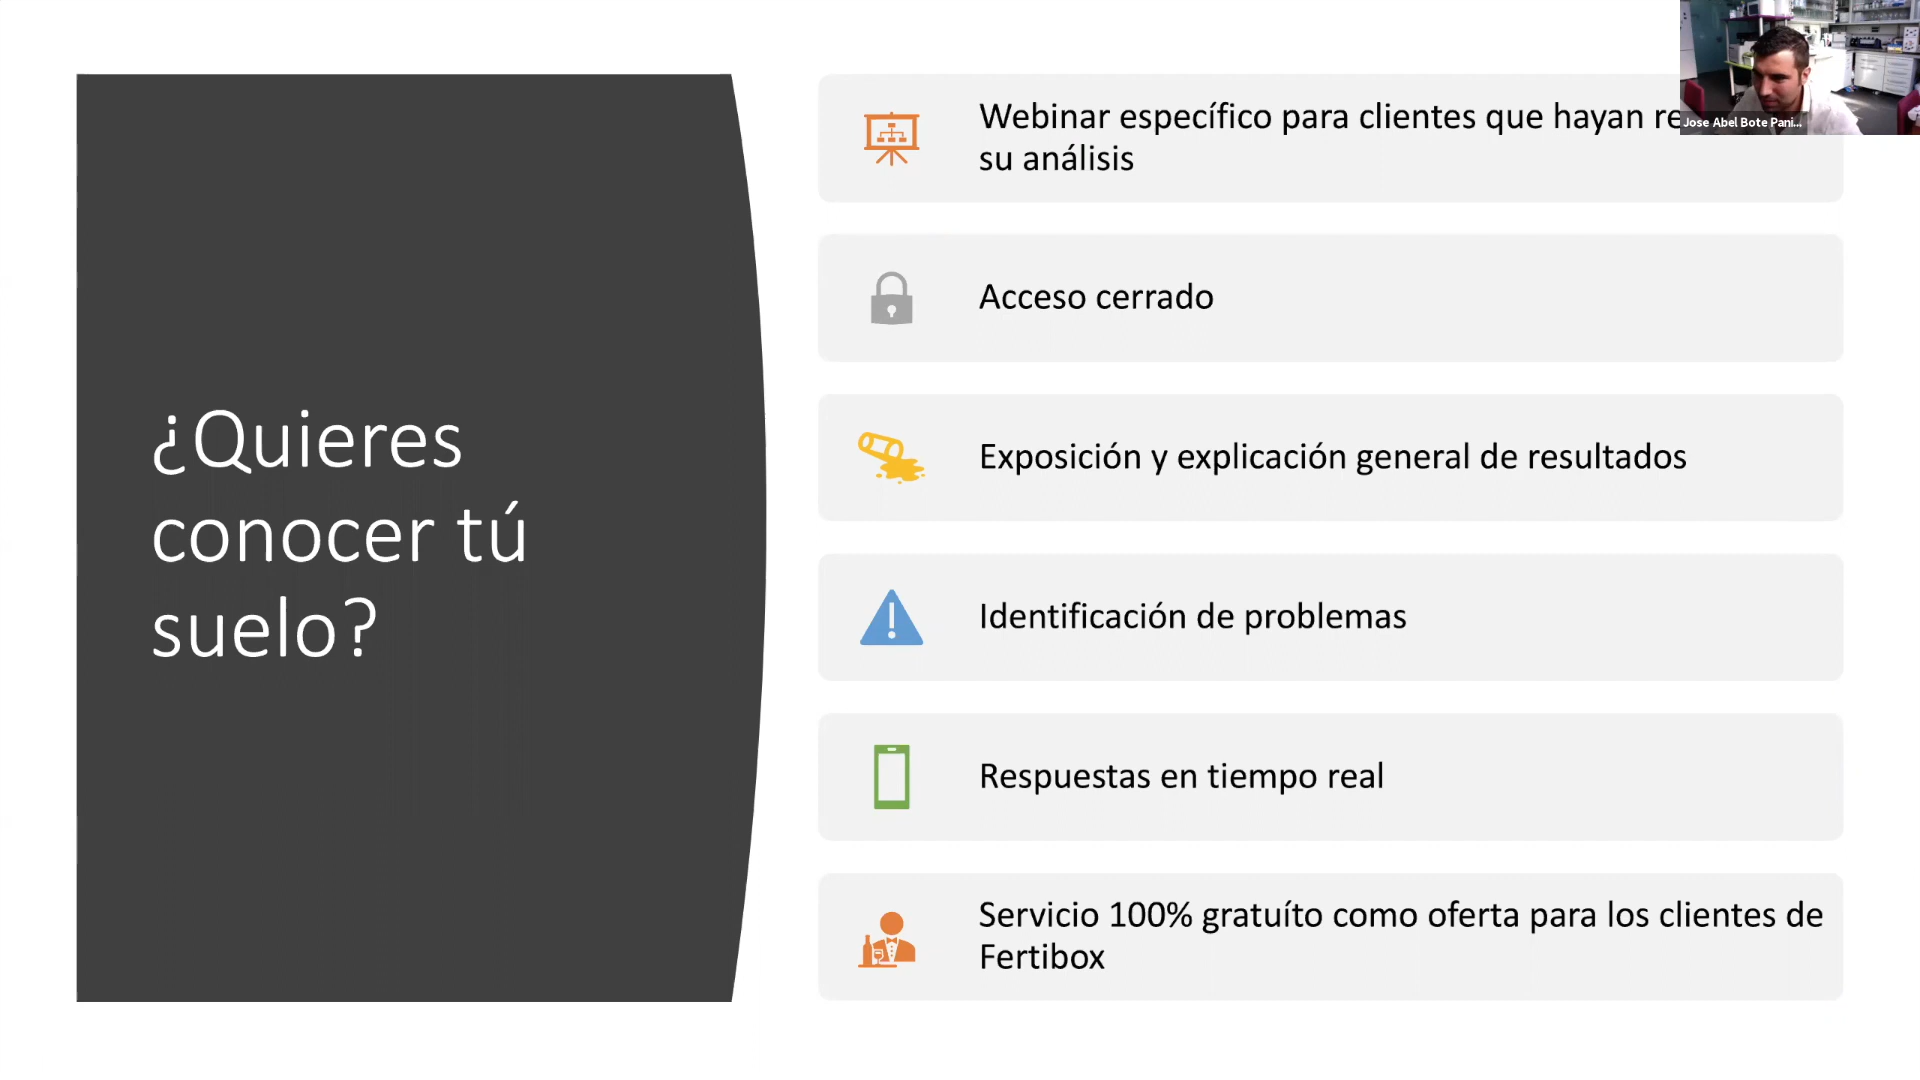 ¿Quieres
conocer tú
suelo?
Webinar específico para clientes que hayan
su análisis
Acceso cerrado
Exposición y explicación general de resultados
Identificación de problemas
Respuestas en tiempo real
Servicio 100% gratuíto como oferta para los clientes de
Fertibox
Jose Abel Bote Pani...